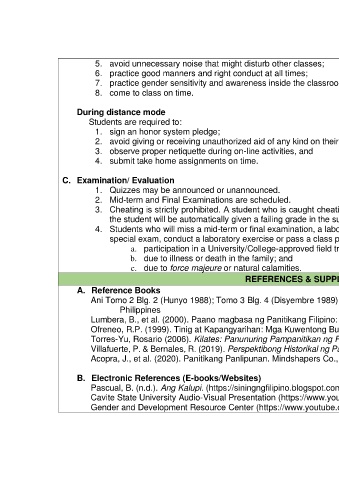 5. avoid unnecessary noise that might disturb other classes;
6. practice good manners and right conduct at all times;
7. practice gender sensitivity and awareness inside the
8. come to class on time.
During distance mode
Students are required to:
1. sign an honor system pledge;
2. avoid giving or receiving unauthorized aid of any kind on their
3. observe proper netiquette during on-line activities, and
4. submit take home assignments on time.
C. Examination/ Evaluation
1. Quizzes may be announced or unannounced.
2. Mid-term and Final Examinations are scheduled.
3. Cheating is strictly prohibited. A student who is caught
the student will be automatically given a failing grade in the
4. Students who will miss a mid-term or final examination, a
special exam, conduct a laboratory exercise or pass a class
a. participation in a University/College-approved field
b. due to illness or death in the family; and
c. due to force majeure or natural calamities.
REFERENCES &
A. Reference Books
Ani Tomo 2 Blg. 2 (Hunyo 1988); Tomo 3 Blg. 4 (Disyembre 1989)
Philippines
Lumbera, B., et al. (2000). Paano magbasa ng Panitikang Filipino:
Ofreneo, R.P. (1999). Tinig at Kapangyarihan: Mga Kuwentong
Torres-Yu, Rosario (2006). Kilates: Panunuring Pampanitikan ng
Villafuerte, P. & Bernales, R. (2019). Perspektibong Historikal ng
Acopra, J., et al. (2020). Panitikang Panlipunan. Mindshapers Co.,
B. Electronic References (E-books/Websites)
Pascual, B. (n.d.). Ang Kalupi. (https://siningngfilipino.blogspot.com
Cavite State University Audio-Visual Presentation (https://www.you
Gender and Development Resource Center (https://www.youtube.